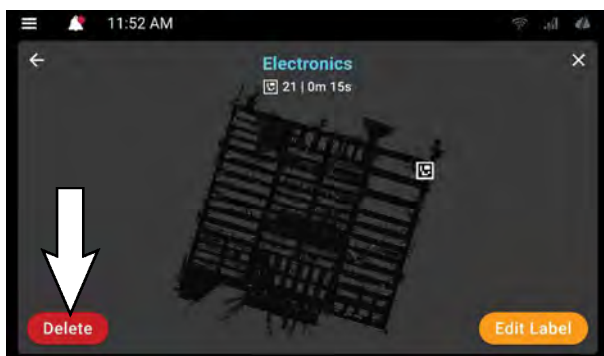 11:52 AM
Electronics
21 | 0m 15s
Delete
Edit Label